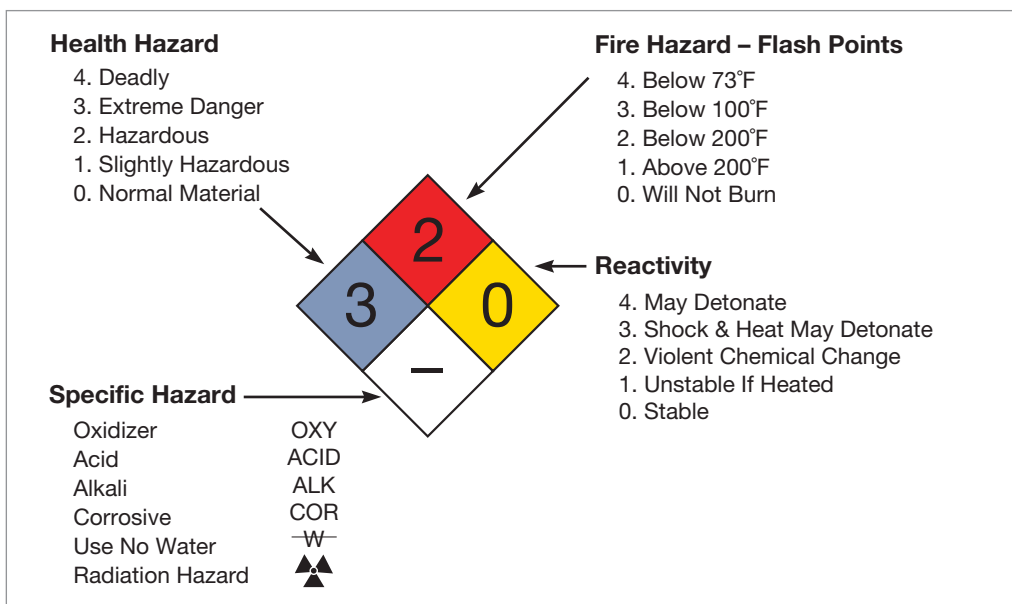 Health Hazard
4. Deadly
3. Extreme Danger
2. Hazardous
1. Slightly Hazardous
0. Normal Material
Fire Hazard – Flash Points
4. Below 73°F
3. Below 100°F
2. Below 200°F
1. Above 200°F
0. Will Not Burn
2
3
0
–
Reactivity
4. May Detonate
3. Shock & Heat May Detonate
2. Violent Chemical Change
1. Unstable If Heated
0. Stable
Specific Hazard
Oxidizer OXY
Acid ACID
Alkali ALK
Corrosive COR
Use No Water W
Radiation Hazard